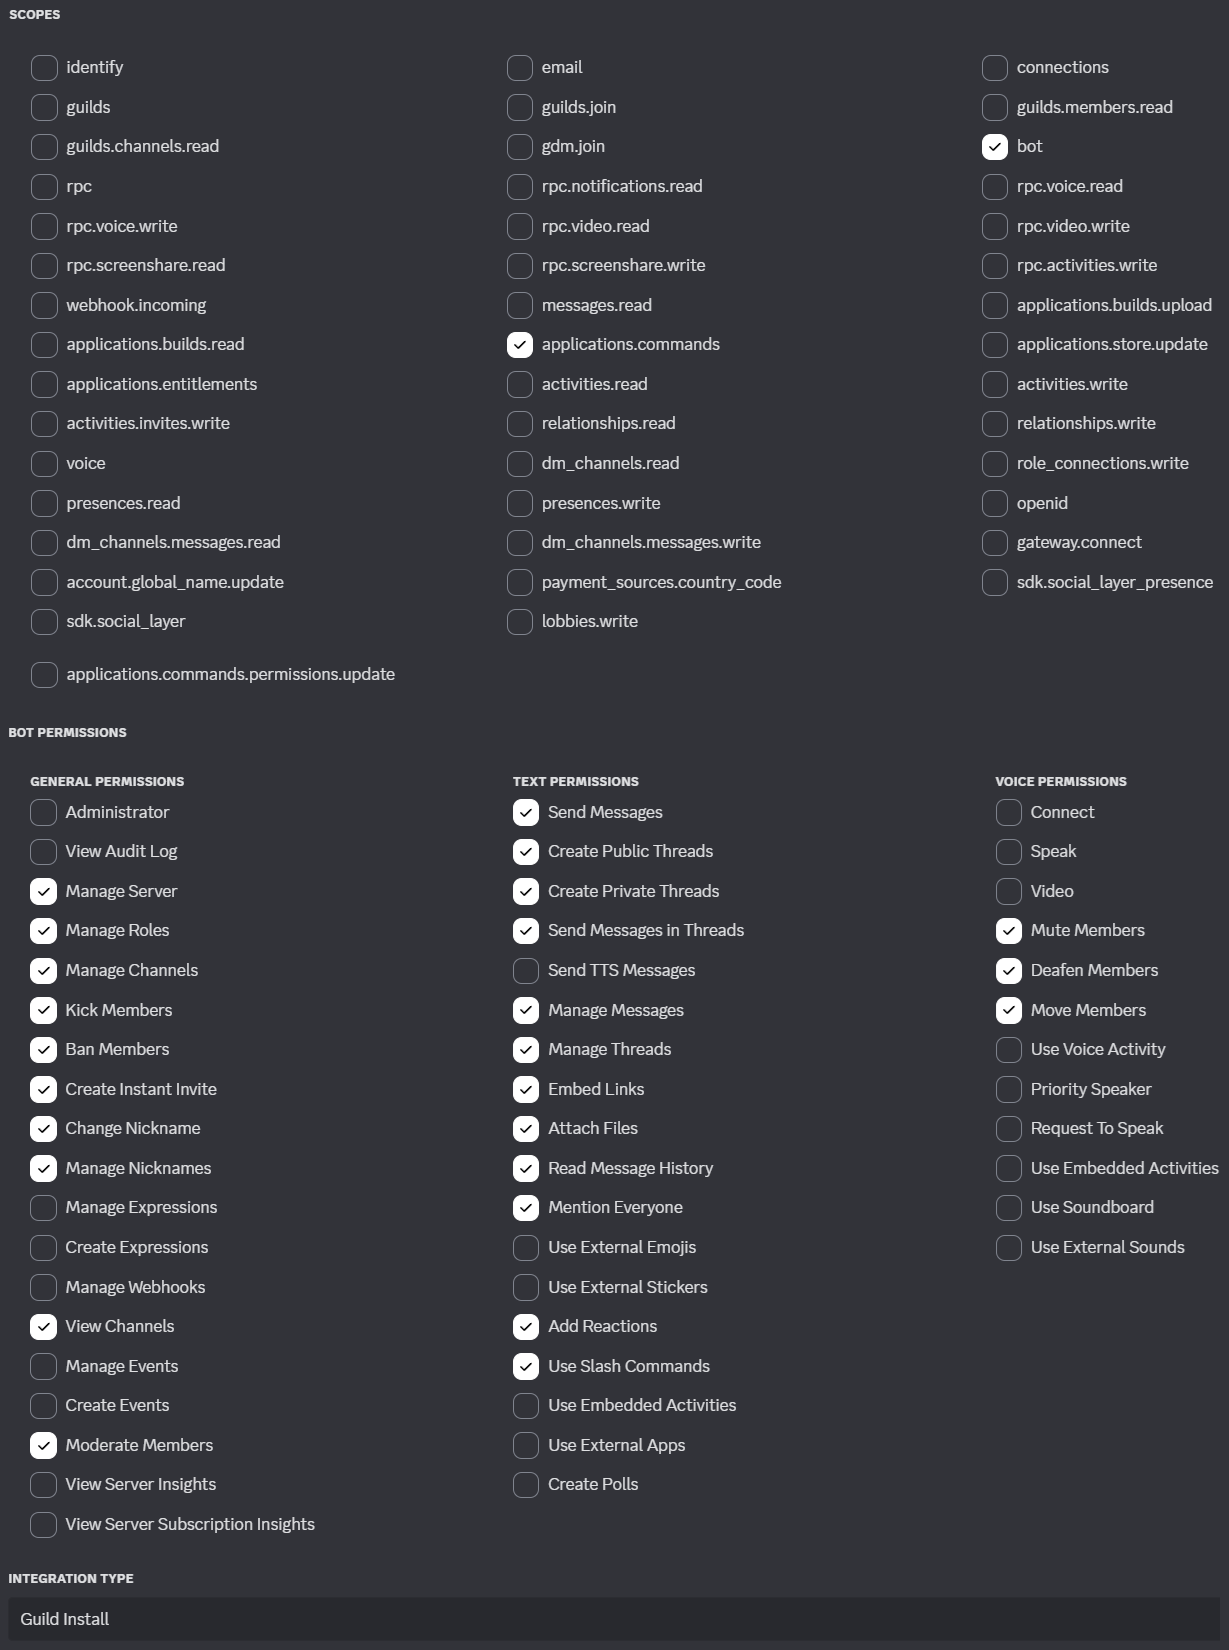 SCOPES
identify email connections
guilds guilds.join guilds.members.read
guilds.channels.read gdm.join bot
rpc rpc.notifications.read rpc.voice.read
rpc.voice.write rpc.video.read rpc.video.write
rpc.screenshare.read rpc.screenshare.write rpc.activities.write
webhook.incoming messages.read applications.builds.upload
applications.builds.read applications.commands applications.store.update
applications.entitlements activities.read activities.write
activities.invites.write relationships.read relationships.write
voice dm_channels.read role_connections.write
presences.read presences.write openid
dm_channels.messages.read dm_channels.messages.write gateway.connect
account.global_name.update payment_sources.country_code sdk.social_layer_presence
sdk.social_layer lobbies.write
applications.commands.permissions.update
BOT PERMISSIONS
GENERAL PERMISSIONS
Administrator
View Audit Log
Manage Server
Manage Roles
Manage Channels
Kick Members
Ban Members
Create Instant Invite
Change Nickname
Manage Nicknames
Manage Expressions
Create Expressions
Manage Webhooks
View Channels
Manage Events
Create Events
Moderate Members
View Server Insights
View Server Subscription Insights
TEXT PERMISSIONS
Send Messages
Create Public Threads
Create Private Threads
Send Messages in Threads
Send TTS Messages
Manage Messages
Manage Threads
Embed Links
Attach Files
Read Message History
Mention Everyone
Use External Emojis
Use External Stickers
Add Reactions
Use Slash Commands
Use Embedded Activities
Use External Apps
Create Polls
VOICE PERMISSIONS
Connect
Speak
Video
Mute Members
Deafen Members
Move Members
Use Voice Activity
Priority Speaker
Request To Speak
Use Embedded Activities
Use Soundboard
Use External Sounds
INTEGRATION TYPE
Guild Install